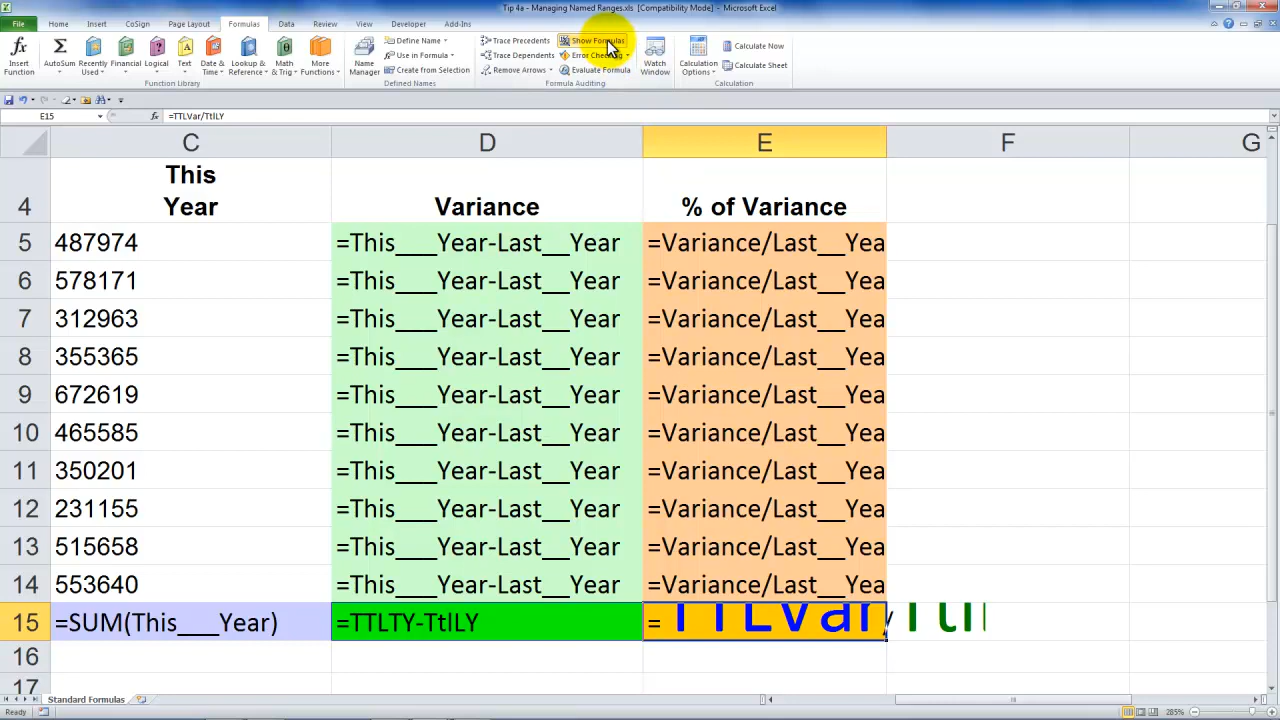 Tip 4a - Managing Named Ranges.xls [Compatibility Mode] - Microsoft Excel
File Home Insert CoSign Page Layout Formulas Data Review View Developer Add-Ins
Insert Function
AutoSum
Recently Used
Financial
Logical
Text
Date & Time
Lookup & Reference
Math & Trig
More Functions
Function Library
Name Manager
Define Name
Use in Formula
Create from Selection
Defined Names
Trace Precedents
Trace Dependents
Remove Arrows
Show Formulas
Error Checking
Evaluate Formula
Formula Auditing
Watch Window
Calculation Options
Calculate Now
Calculate Sheet
Calculation
E15 fx =TTLVar/TtlLY
C D E F G
This
4 Year Variance % of Variance
5 487974 =This___Year-Last__Year =Variance/Last__Yea
6 578171 =This___Year-Last__Year =Variance/Last__Yea
7 312963 =This___Year-Last__Year =Variance/Last__Yea
8 355365 =This___Year-Last__Year =Variance/Last__Yea
9 672619 =This___Year-Last__Year =Variance/Last__Yea
10 465585 =This___Year-Last__Year =Variance/Last__Yea
11 350201 =This___Year-Last__Year =Variance/Last__Yea
12 231155 =This___Year-Last__Year =Variance/Last__Yea
13 515658 =This___Year-Last__Year =Variance/Last__Yea
14 553640 =This___Year-Last__Year =Variance/Last__Yea
15 =SUM(This___Year) =TTLTY-TtlLY =TTLVar/Ttl
16
17
Standard Formulas
Ready 285%